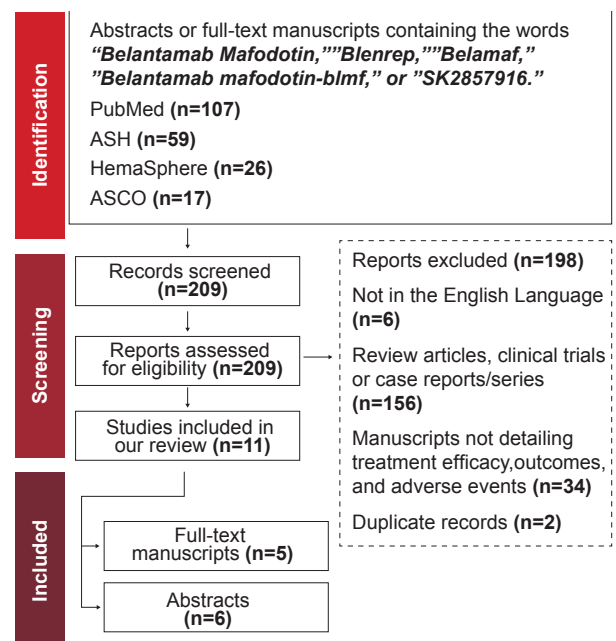 Identification
Abstracts or full-text manuscripts containing the words
“Belantamab Mafodotin,””Blenrep,””Belamaf,”
”Belantamab mafodotin-blmf,” or ”SK2857916.”
PubMed (n=107)
ASH (n=59)
HemaSphere (n=26)
ASCO (n=17)
Screening
Records screened
(n=209)
Reports assessed
for eligibility (n=209)
Studies included in
our review (n=11)
Reports excluded (n=198)
Not in the English Language
(n=6)
Review articles, clinical trials
or case reports/series
(n=156)
Manuscripts not detailing
treatment efficacy,outcomes,
and adverse events (n=34)
Duplicate records (n=2)
Included
Full-text
manuscripts (n=5)
Abstracts
(n=6)